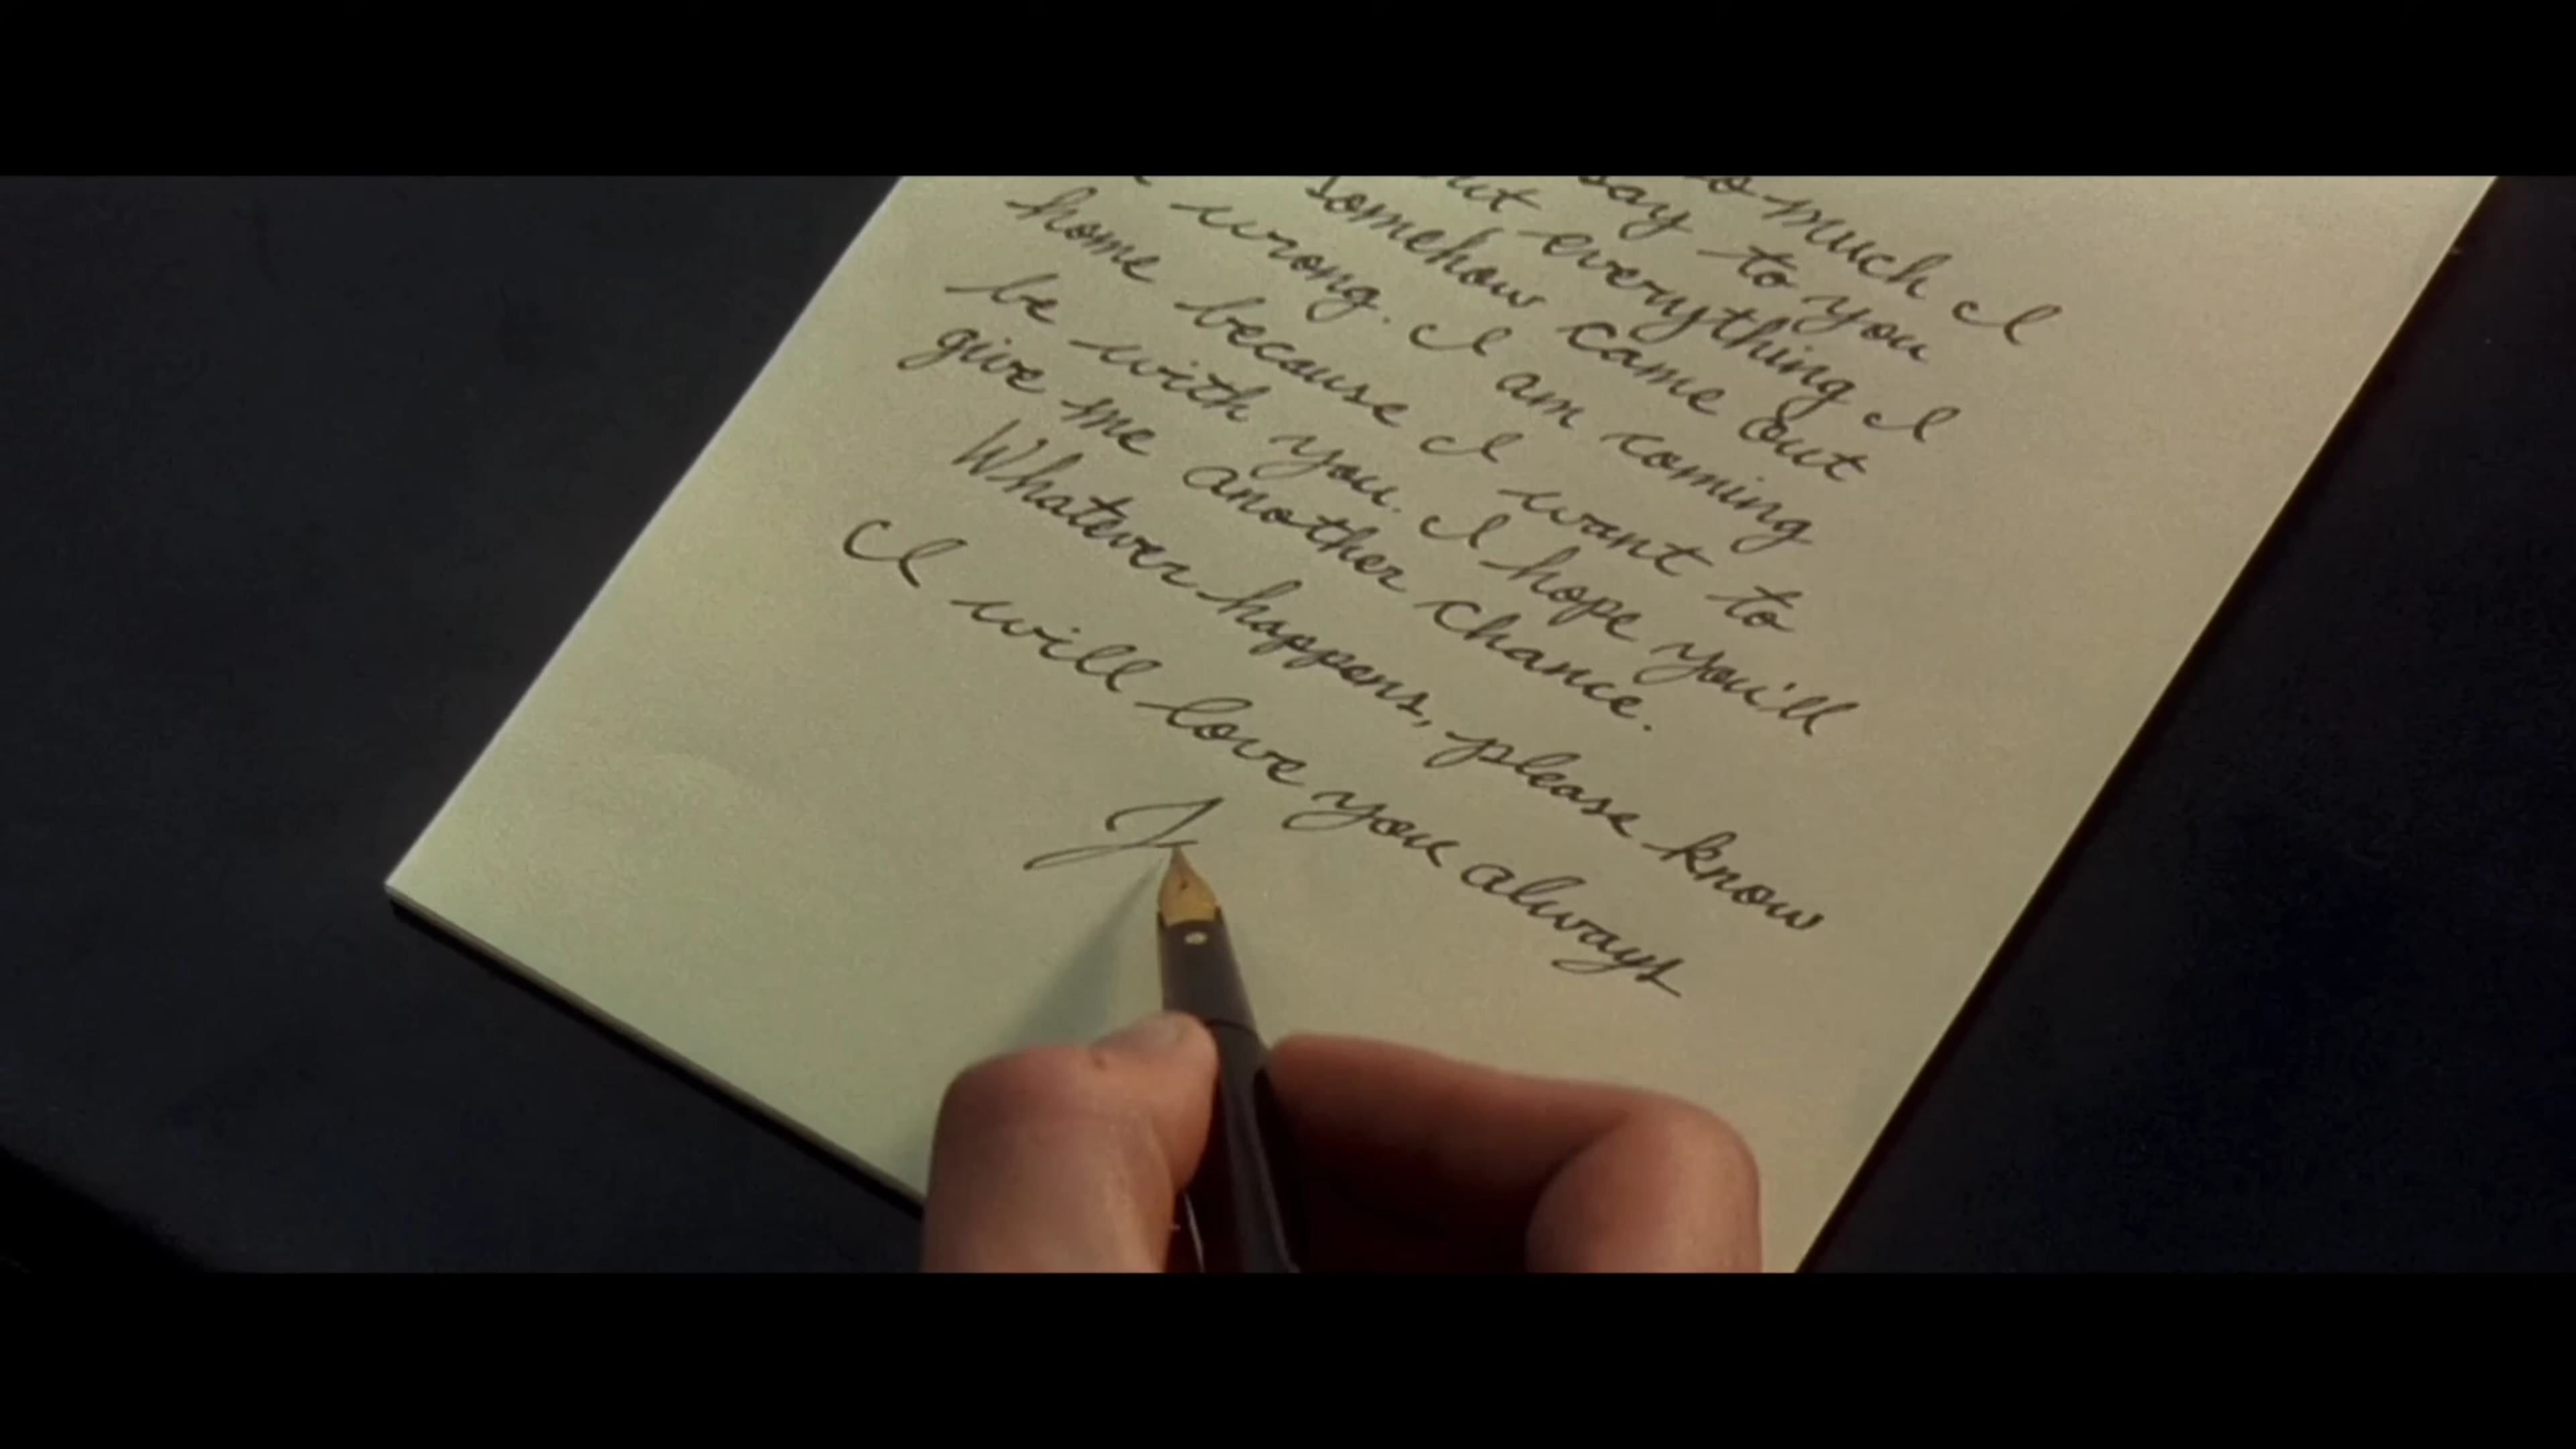 much I
say to you
everything I
somehow came out
wrong. I am coming
home because I want to
be with you. I hope you'll
give me another chance.
Whatever happens, please know
I will love you always
J